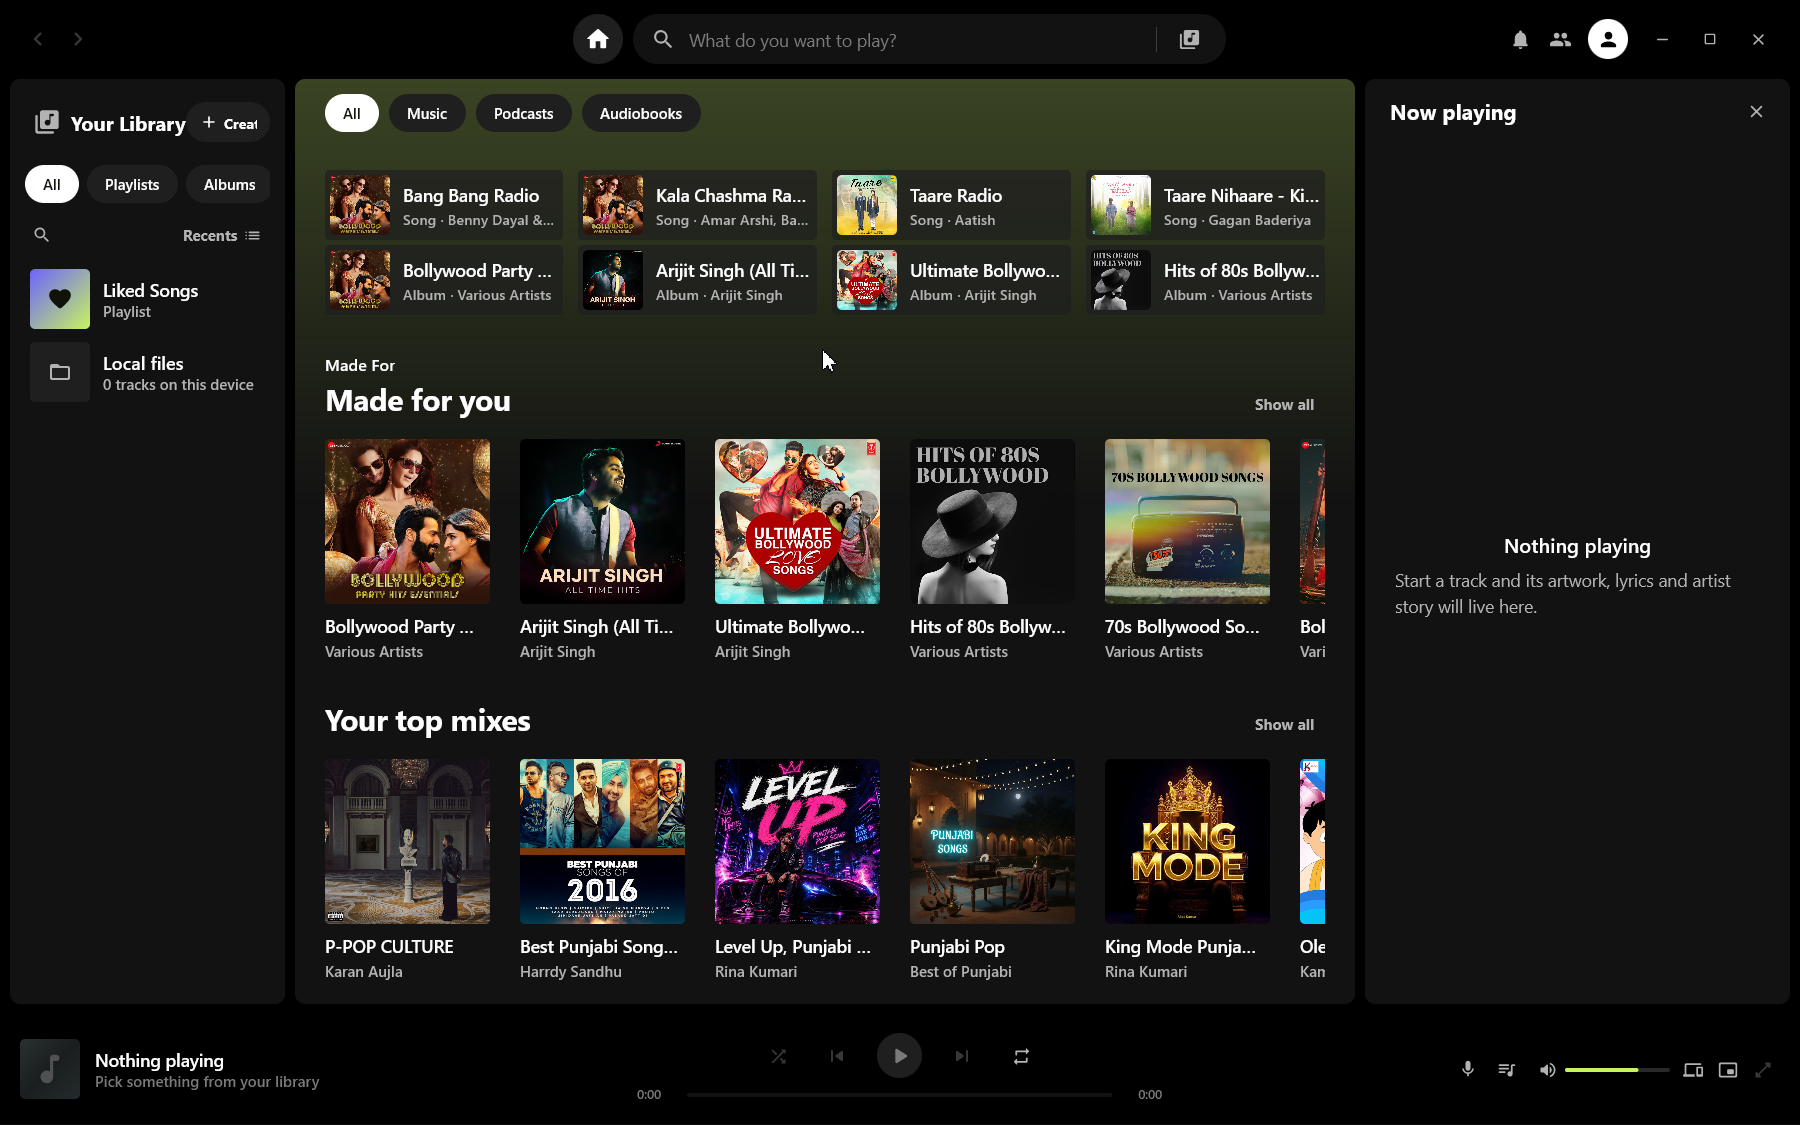 What do you want to play?
Your Library
+ Creat
All
Playlists
Albums
Recents
Liked Songs
Playlist
Local files
0 tracks on this device
All
Music
Podcasts
Audiobooks
Bang Bang Radio
Song · Benny Dayal &...
Kala Chashma Ra...
Song · Amar Arshi, Ba...
Taare Radio
Song · Aatish
Taare Nihaare - Ki...
Song · Gagan Baderiya
Bollywood Party ...
Album · Various Artists
Arijit Singh (All Ti...
Album · Arijit Singh
Ultimate Bollywo...
Album · Arijit Singh
Hits of 80s Bollyw...
Album · Various Artists
Made For
Made for you
Show all
BOLLYWOOD
PARTY HITS ESSENTIALS
ARIJIT SINGH
ALL TIME HITS
ULTIMATE
BOLLYWOOD
LOVE
SONGS
HITS OF 80S
BOLLYWOOD
70S BOLLYWOOD SONGS
Bollywood Party ...
Various Artists
Arijit Singh (All Ti...
Arijit Singh
Ultimate Bollywo...
Arijit Singh
Hits of 80s Bollyw...
Various Artists
70s Bollywood So...
Various Artists
Bol
Vari
Your top mixes
Show all
BEST PUNJABI
SONGS OF
2016
LEVEL
UP
PUNJABI
POP SONG
PUNJABI
SONGS
KING
MODE
P-POP CULTURE
Karan Aujla
Best Punjabi Song...
Harrdy Sandhu
Level Up, Punjabi ...
Rina Kumari
Punjabi Pop
Best of Punjabi
King Mode Punja...
Rina Kumari
Ole
Kam
Now playing
Nothing playing
Start a track and its artwork, lyrics and artist
story will live here.
Nothing playing
Pick something from your library
0:00
0:00